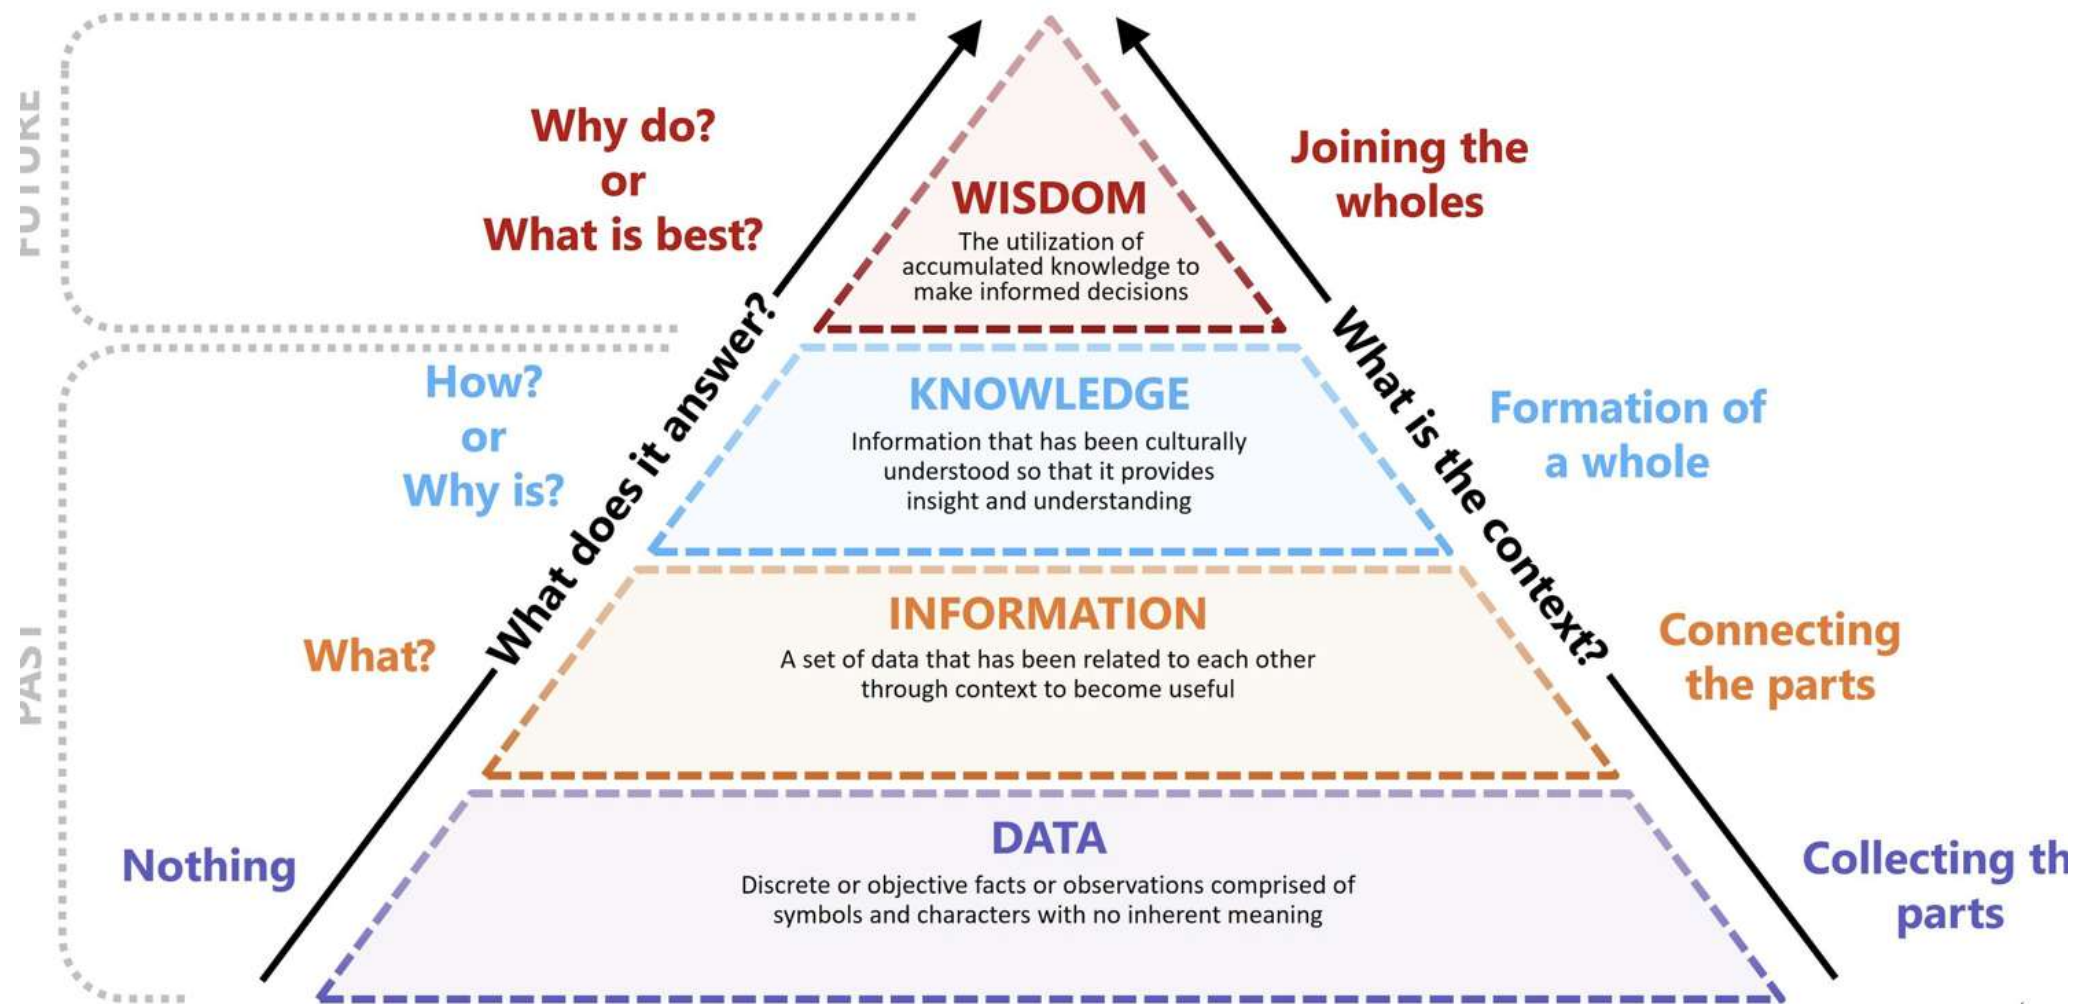 FUTURE
Why do?
or
What is best?
WISDOM
The utilization of
accumulated knowledge to
make informed decisions
Joining the
wholes
What does it answer?
What is the context?
PAST
How?
or
Why is?
KNOWLEDGE
Information that has been culturally
understood so that it provides
insight and understanding
Formation of
a whole
What?
INFORMATION
A set of data that has been related to each other
through context to become useful
Connecting
the parts
Nothing
DATA
Discrete or objective facts or observations comprised of
symbols and characters with no inherent meaning
Collecting th
parts